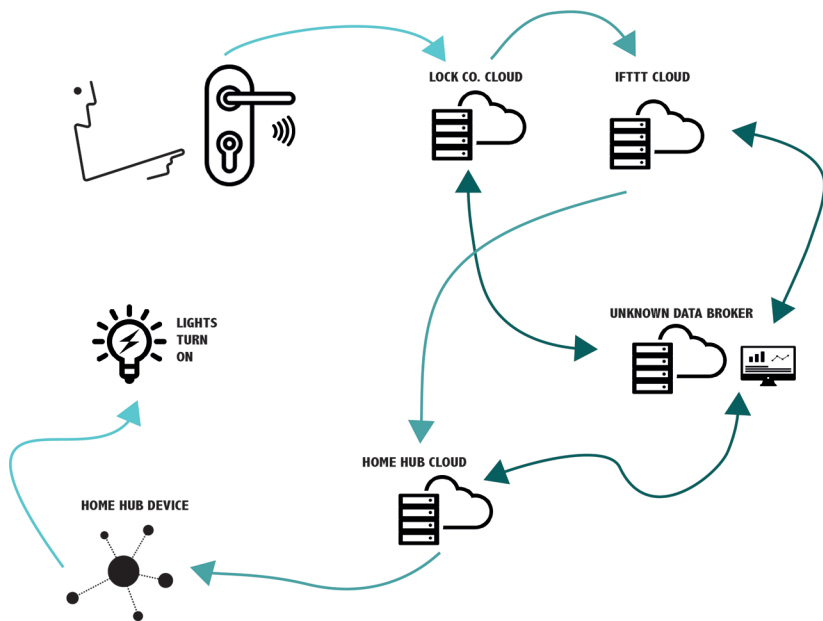 LOCK CO. CLOUD
IFTTT CLOUD
UNKNOWN DATA BROKER
LIGHTS
TURN
ON
HOME HUB CLOUD
HOME HUB DEVICE